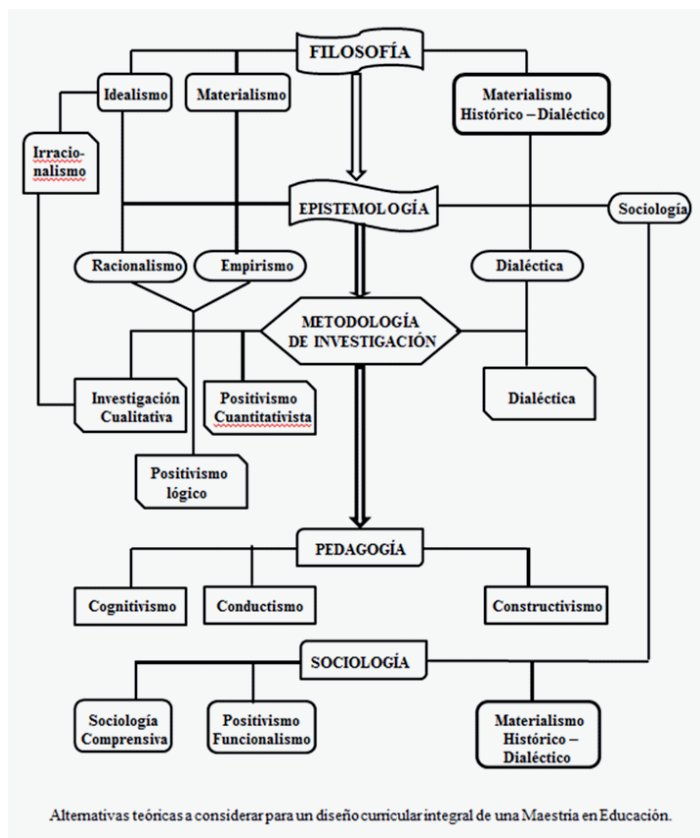 FILOSOFÍA
Idealismo
Materialismo
Materialismo
Histórico – Dialéctico
Irracio-
nalismo
EPISTEMOLOGÍA
Sociología
Racionalismo
Empirismo
Dialéctica
METODOLOGÍA
DE INVESTIGACIÓN
Investigación
Cualitativa
Positivismo
Cuantitativista
Dialéctica
Positivismo
lógico
PEDAGOGÍA
Cognitivismo
Conductismo
Constructivismo
SOCIOLOGÍA
Sociología
Comprensiva
Positivismo
Funcionalismo
Materialismo
Histórico –
Dialéctico
Alternativas teóricas a considerar para un diseño curricular integral de una Maestría en Educación.